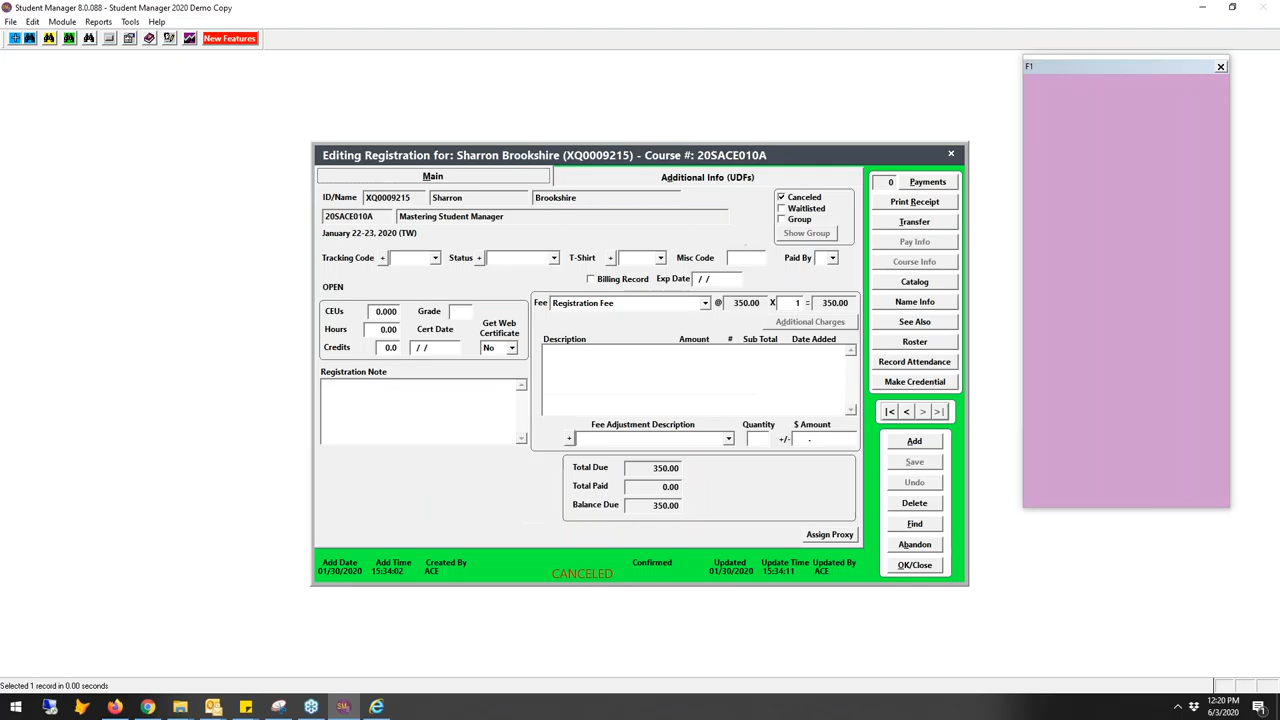 Student Manager 8.0.088 - Student Manager 2020 Demo Copy
File Edit Module Reports Tools Help
New Features
F1
Editing Registration for: Sharron Brookshire (XQ0009215) - Course #: 20SACE010A
Main Additional Info (UDFs)
ID/Name XQ0009215 Sharron Brookshire
20SACE010A Mastering Student Manager
January 22-23, 2020 (TW)
Canceled
Waitlisted
Group
Show Group
Tracking Code + Status + T-Shirt + Misc Code Paid By
Billing Record Exp Date / /
OPEN
CEUs 0.000 Grade
Hours 0.00 Cert Date
Credits 0.0 / /
Get Web
Certificate
No
Registration Note
Fee Registration Fee @ 350.00 X 1 = 350.00
Additional Charges
Description Amount # Sub Total Date Added
Fee Adjustment Description Quantity $ Amount
+ +/- .
Total Due 350.00
Total Paid 0.00
Balance Due 350.00
Assign Proxy
Add Date Add Time Created By Confirmed Updated Update Time Updated By
01/30/2020 15:34:02 ACE CANCELED 01/30/2020 15:34:11 ACE
0 Payments
Print Receipt
Transfer
Pay Info
Course Info
Catalog
Name Info
See Also
Roster
Record Attendance
Make Credential
|< < > >|
Add
Save
Undo
Delete
Find
Abandon
OK/Close
Selected 1 record in 0.00 seconds
12:20 PM
6/3/2020